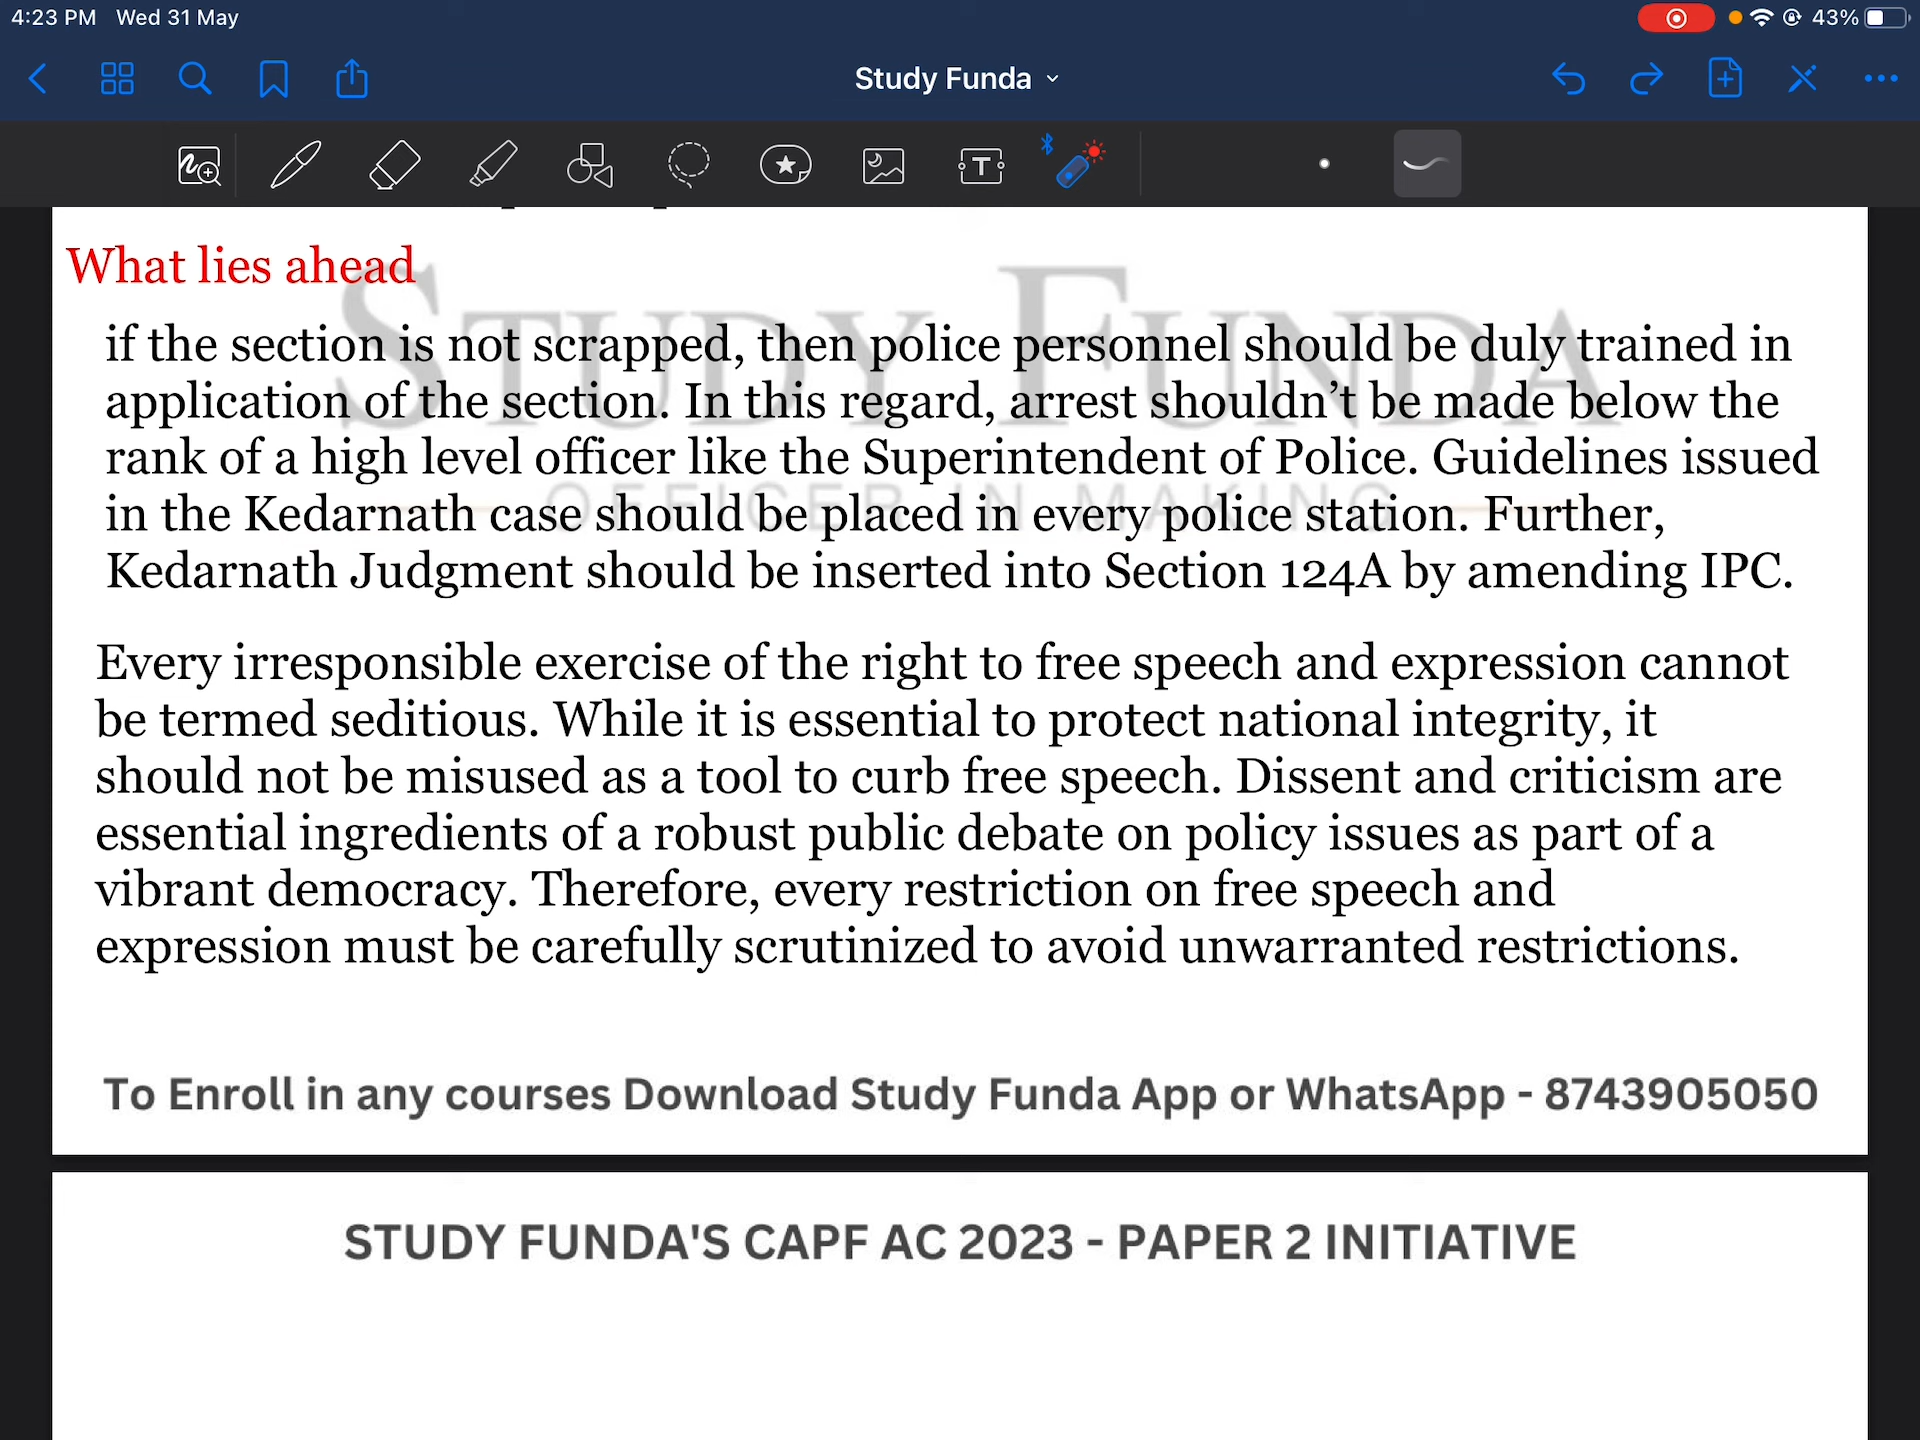 4:23 PM Wed 31 May
43%
Study Funda
T
What lies ahead
STUDY FUNDA
OFFICER IN MAKING
if the section is not scrapped, then police personnel should be duly trained in
application of the section. In this regard, arrest shouldn’t be made below the
rank of a high level officer like the Superintendent of Police. Guidelines issued
in the Kedarnath case should be placed in every police station. Further,
Kedarnath Judgment should be inserted into Section 124A by amending IPC.
Every irresponsible exercise of the right to free speech and expression cannot
be termed seditious. While it is essential to protect national integrity, it
should not be misused as a tool to curb free speech. Dissent and criticism are
essential ingredients of a robust public debate on policy issues as part of a
vibrant democracy. Therefore, every restriction on free speech and
expression must be carefully scrutinized to avoid unwarranted restrictions.
To Enroll in any courses Download Study Funda App or WhatsApp - 8743905050
STUDY FUNDA'S CAPF AC 2023 - PAPER 2 INITIATIVE